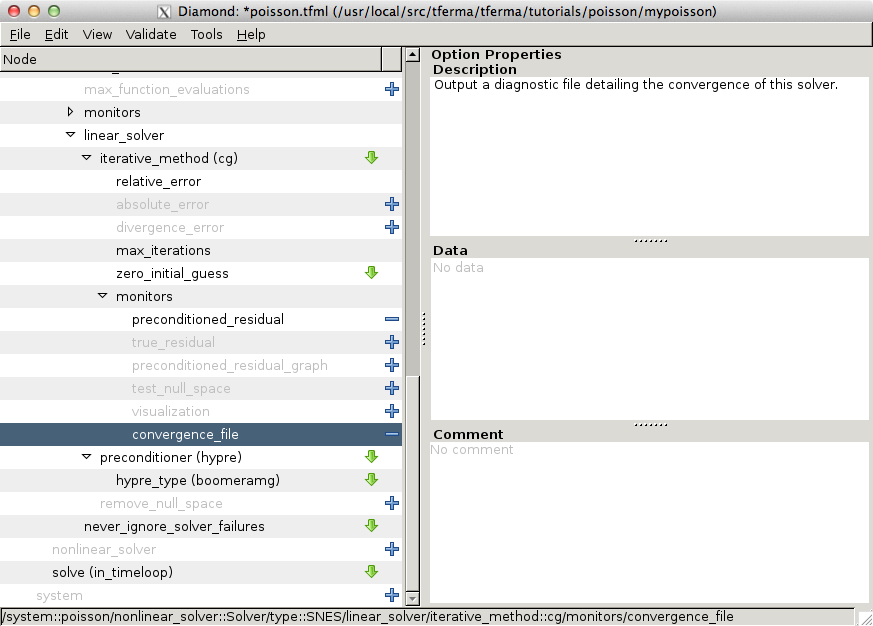 Diamond: *poisson.tfml (/usr/local/src/tferma/tferma/tutorials/poisson/mypoisson)
File Edit View Validate Tools Help
Node
max_function_evaluations
monitors
linear_solver
iterative_method (cg)
relative_error
absolute_error
divergence_error
max_iterations
zero_initial_guess
monitors
preconditioned_residual
true_residual
preconditioned_residual_graph
test_null_space
visualization
convergence_file
preconditioner (hypre)
hypre_type (boomeramg)
remove_null_space
never_ignore_solver_failures
nonlinear_solver
solve (in_timeloop)
system
Option Properties
Description
Output a diagnostic file detailing the convergence of this solver.
Data
No data
Comment
No comment
/system::poisson/nonlinear_solver::Solver/type::SNES/linear_solver/iterative_method::cg/monitors/convergence_file